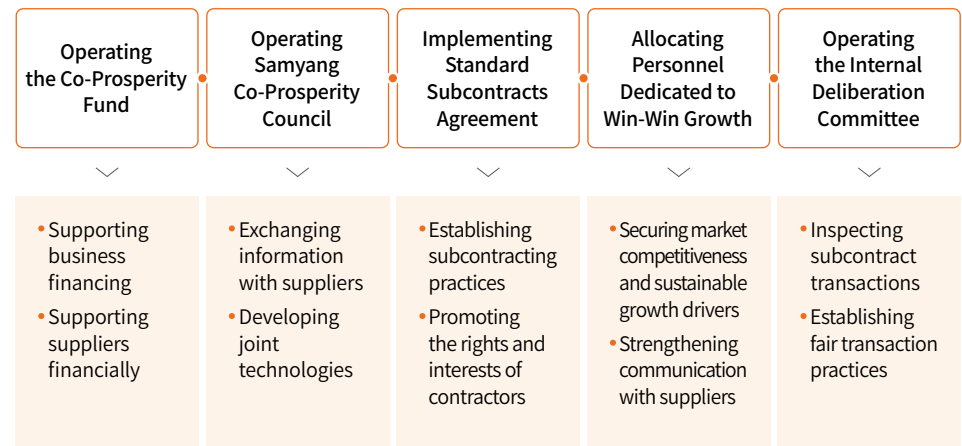 Operating
the Co-Prosperity
Fund
Operating
Samyang
Co-Prosperity
Council
Implementing
Standard
Subcontracts
Agreement
Allocating
Personnel
Dedicated to
Win-Win Growth
Operating
the Internal
Deliberation
Committee
• Supporting
business
financing
• Supporting
suppliers
financially
• Exchanging
information
with suppliers
• Developing
joint
technologies
• Establishing
subcontracting
practices
• Promoting
the rights and
interests of
contractors
• Securing market
competitiveness
and sustainable
growth drivers
• Strengthening
communication
with suppliers
• Inspecting
subcontract
transactions
• Establishing
fair transaction
practices